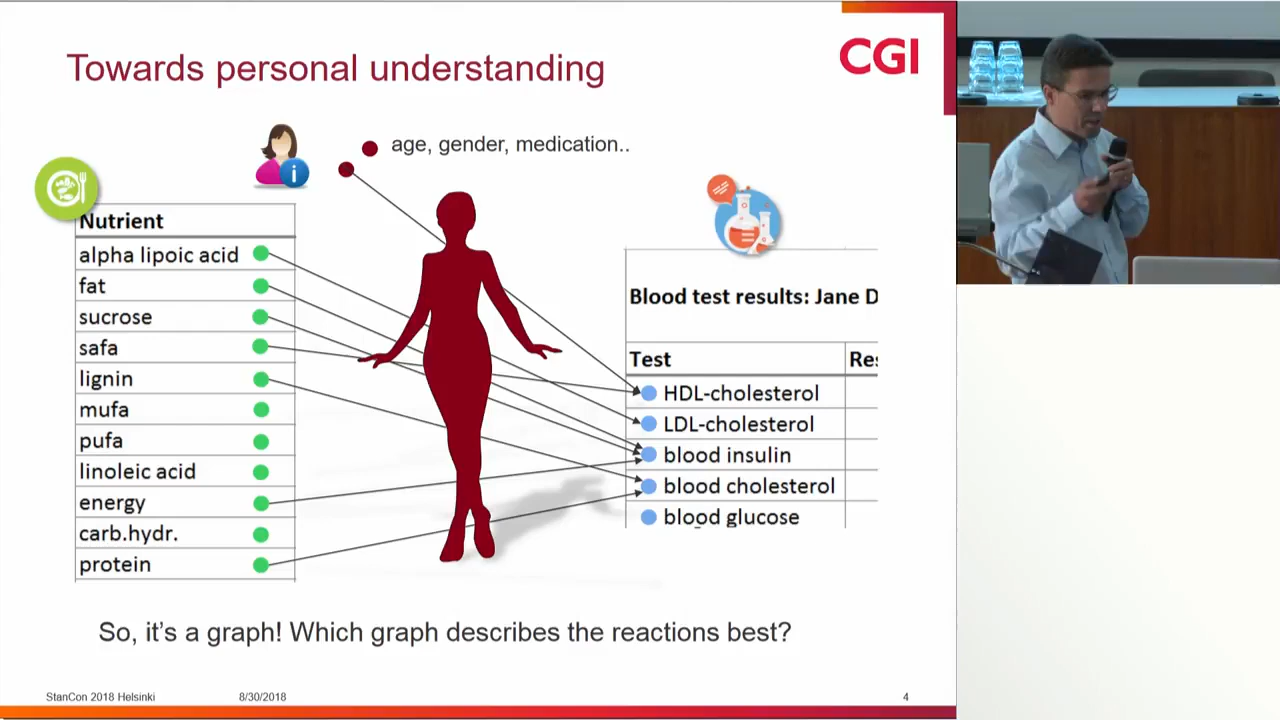 Towards personal understanding
CGI
age, gender, medication..
i
Nutrient
alpha lipoic acid
fat
sucrose
safa
lignin
mufa
pufa
linoleic acid
energy
carb.hydr.
protein
Blood test results: Jane D
Test Res
HDL-cholesterol
LDL-cholesterol
blood insulin
blood cholesterol
blood glucose
So, it's a graph! Which graph describes the reactions best?
StanCon 2018 Helsinki 8/30/2018 4